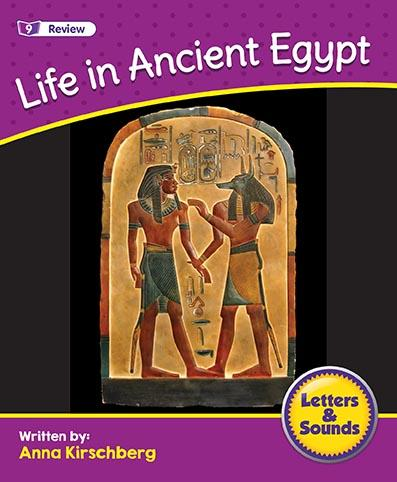 9 Review
Life in Ancient Egypt
Letters
&
Sounds
Written by:
Anna Kirschberg